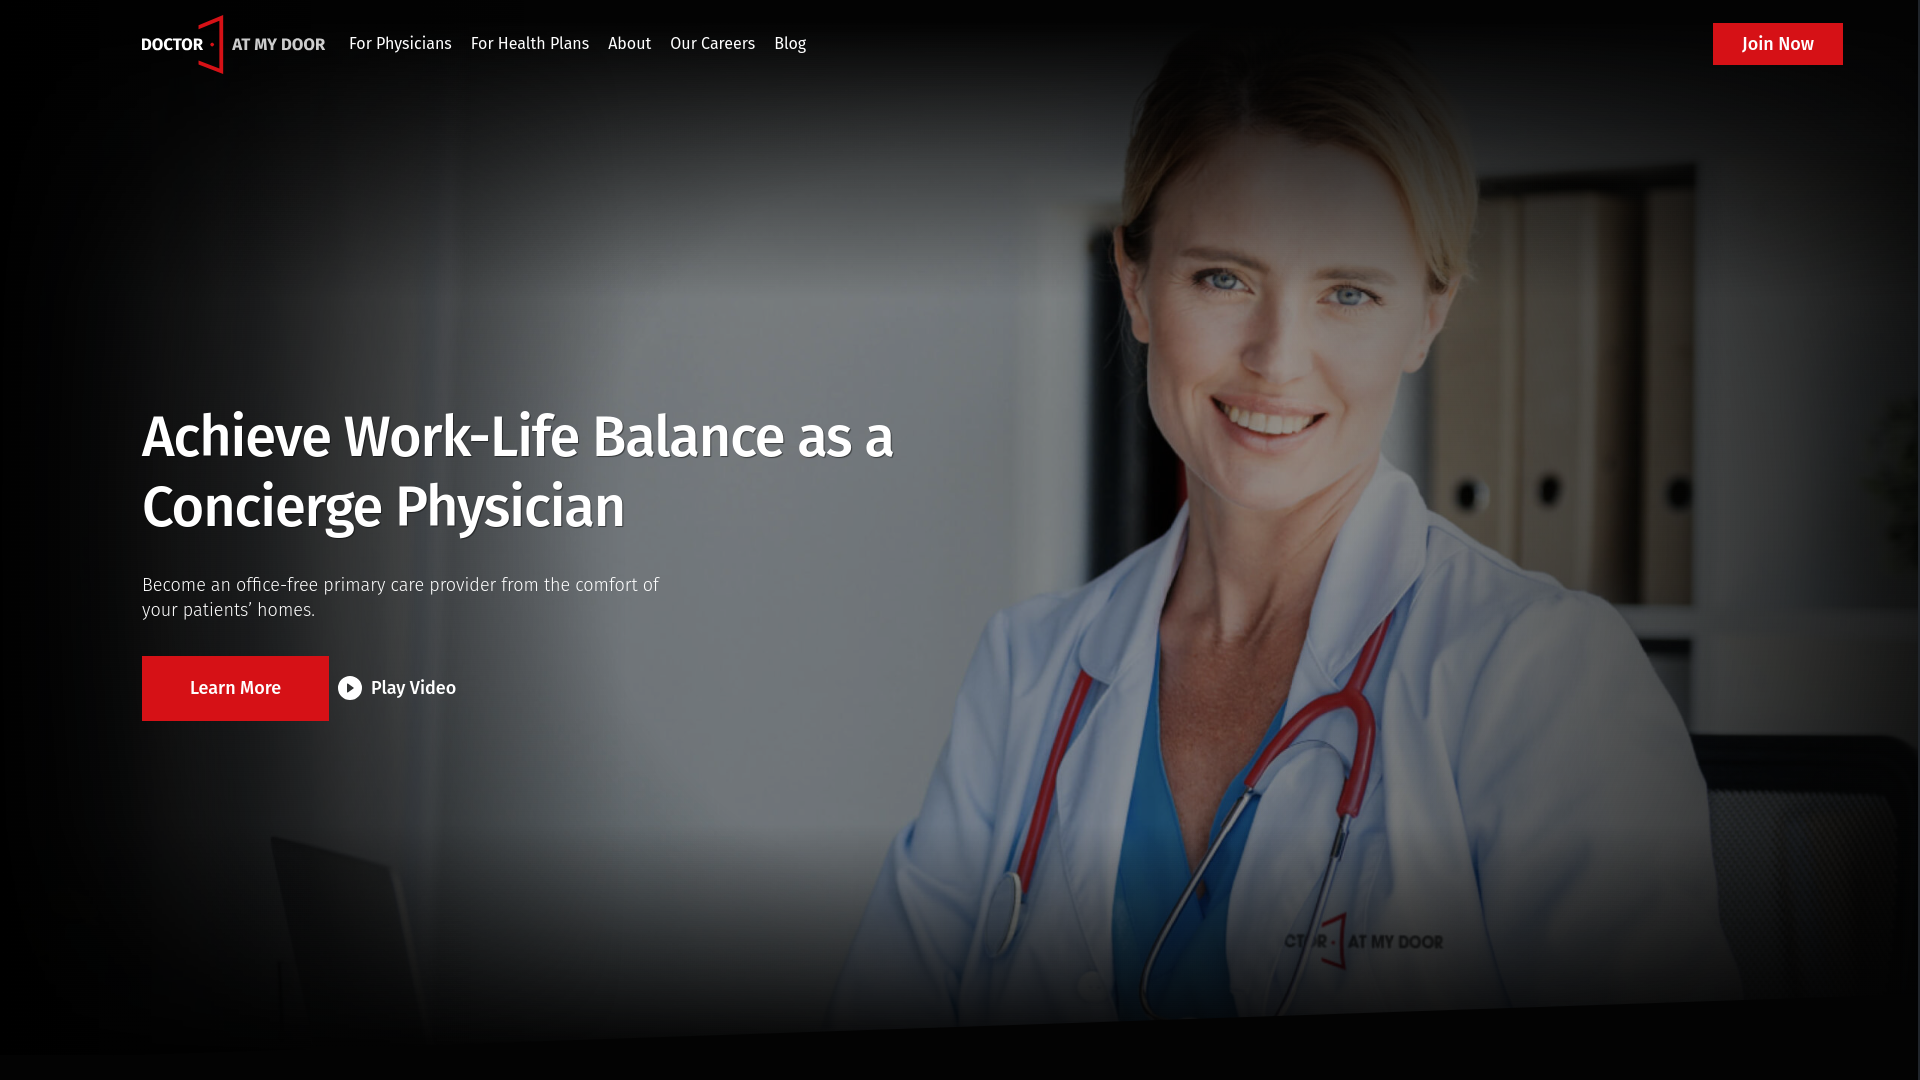 DOCTOR AT MY DOOR
For Physicians
For Health Plans
About
Our Careers
Blog
Join Now
Achieve Work-Life Balance as a
Concierge Physician
Become an office-free primary care provider from the comfort of
your patients’ homes.
Learn More
Play Video
CTOR AT MY DOOR